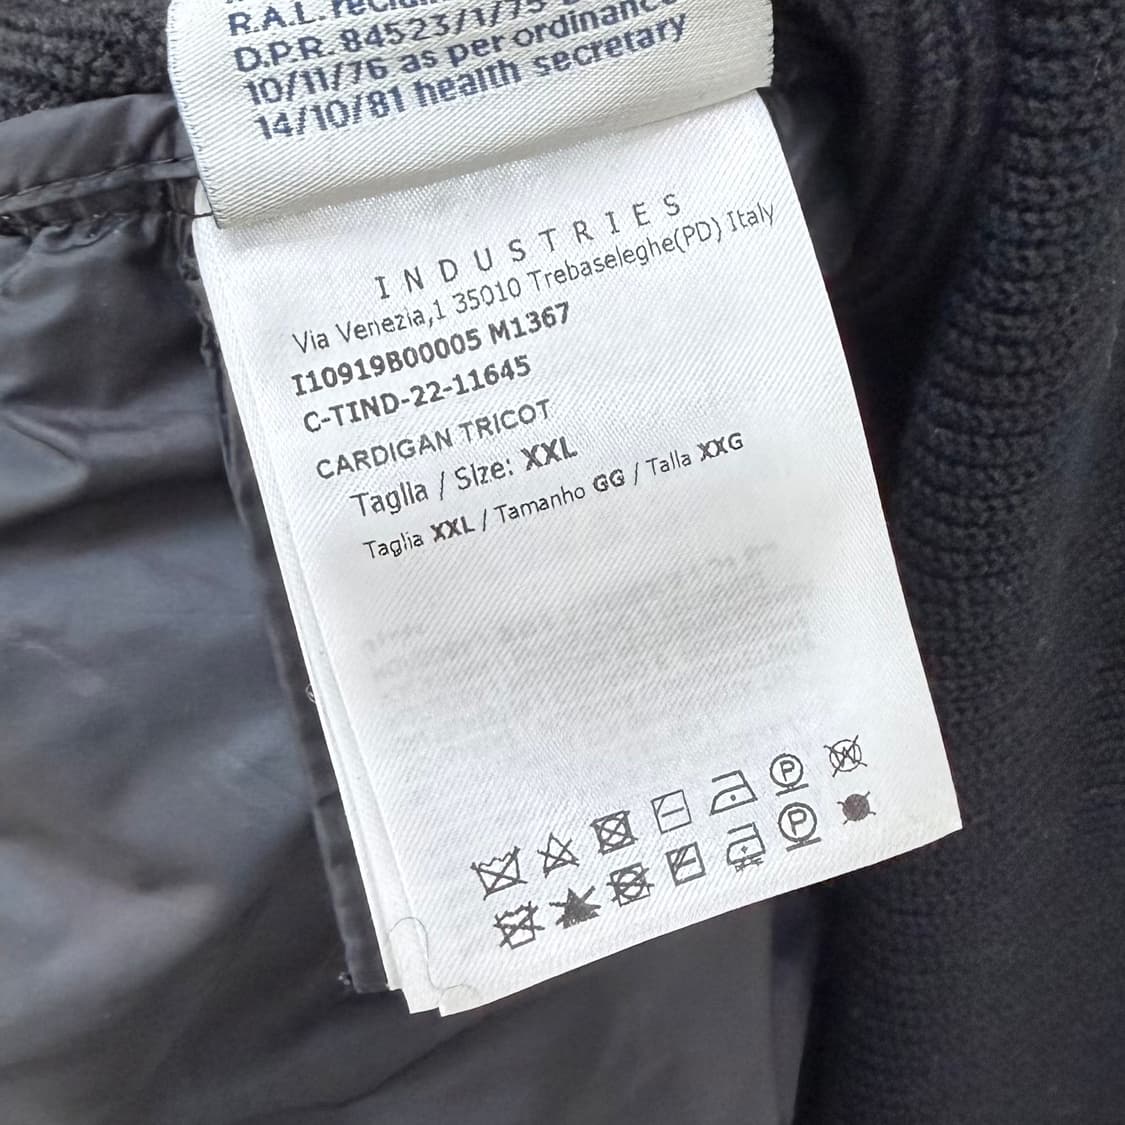 R.A.L.
D.P.R. 84523/1/75
10/11/76 as per ordinance
14/10/81 health secretary
INDUSTRIES
Via Venezia,1 35010 Trebaseleghe(PD) Italy
I10919B00005 M1367
C-TIND-22-11645
CARDIGAN TRICOT
Taglia / Size: XXL
Taglia XXL / Tamanho GG / Talla XXG
P
W
P